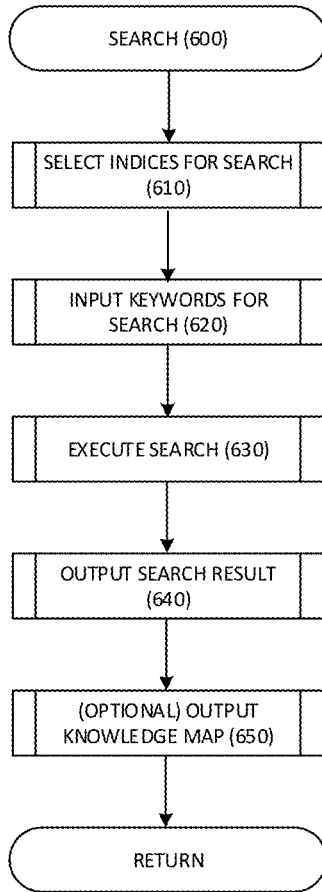 SEARCH (600)
SELECT INDICES FOR SEARCH
(610)
INPUT KEYWORDS FOR
SEARCH (620)
EXECUTE SEARCH (630)
OUTPUT SEARCH RESULT
(640)
(OPTIONAL) OUTPUT
KNOWLEDGE MAP (650)
RETURN